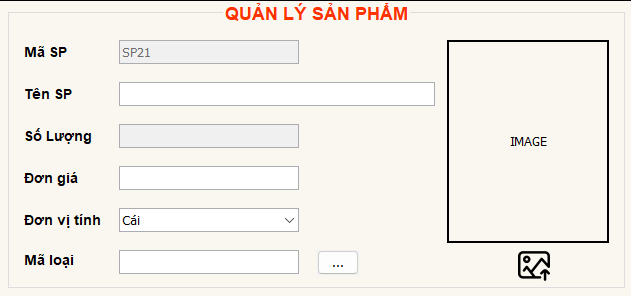 QUẢN LÝ SẢN PHẨM
Mã SP SP21
Tên SP
Số Lượng
Đơn giá
Đơn vị tính Cái
Mã loại ...
IMAGE